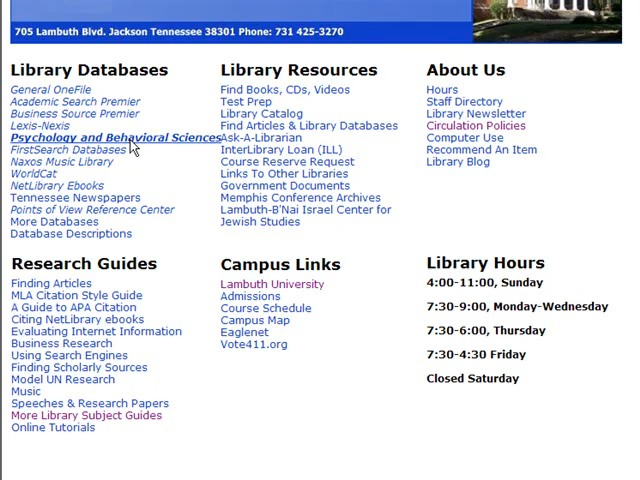 705 Lambuth Blvd. Jackson Tennessee 38301 Phone: 731 425-3270
Library Databases
General OneFile
Academic Search Premier
Business Source Premier
Lexis-Nexis
Psychology and Behavioral Sciences
FirstSearch Databases
Naxos Music Library
WorldCat
NetLibrary Ebooks
Tennessee Newspapers
Points of View Reference Center
More Databases
Database Descriptions
Library Resources
Find Books, CDs, Videos
Test Prep
Library Catalog
Find Articles & Library Databases
Ask-A-Librarian
InterLibrary Loan (ILL)
Course Reserve Request
Links To Other Libraries
Government Documents
Memphis Conference Archives
Lambuth-B'Nai Israel Center for
Jewish Studies
About Us
Hours
Staff Directory
Library Newsletter
Circulation Policies
Computer Use
Recommend An Item
Library Blog
Research Guides
Finding Articles
MLA Citation Style Guide
A Guide to APA Citation
Citing NetLibrary ebooks
Evaluating Internet Information
Business Research
Using Search Engines
Finding Scholarly Sources
Model UN Research
Music
Speeches & Research Papers
More Library Subject Guides
Online Tutorials
Campus Links
Lambuth University
Admissions
Course Schedule
Campus Map
Eaglenet
Vote411.org
Library Hours
4:00-11:00, Sunday
7:30-9:00, Monday-Wednesday
7:30-6:00, Thursday
7:30-4:30 Friday
Closed Saturday